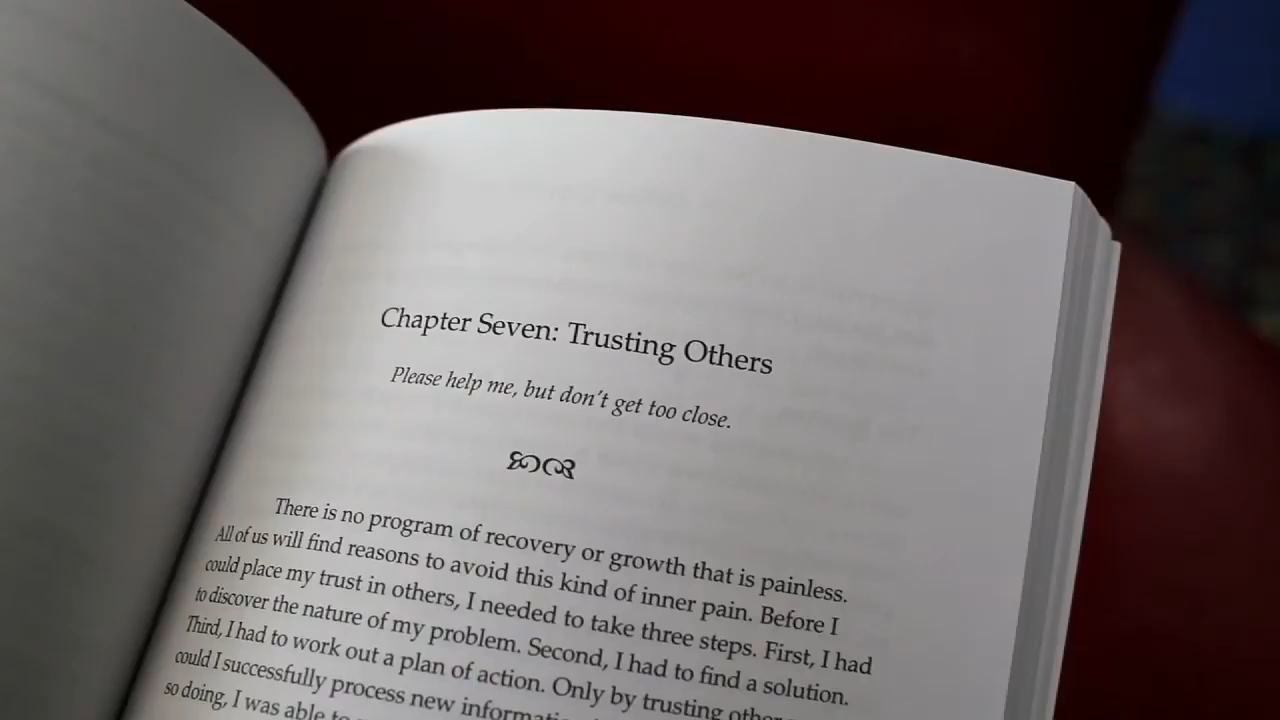 Chapter Seven: Trusting Others
Please help me, but don't get too close.
There is no program of recovery or growth that is painless.
All of us will find reasons to avoid this kind of inner pain. Before I
could place my trust in others, I needed to take three steps. First, I had
to discover the nature of my problem. Second, I had to find a solution.
Third, I had to work out a plan of action. Only by trusting
could I successfully process new
so doing, I was able